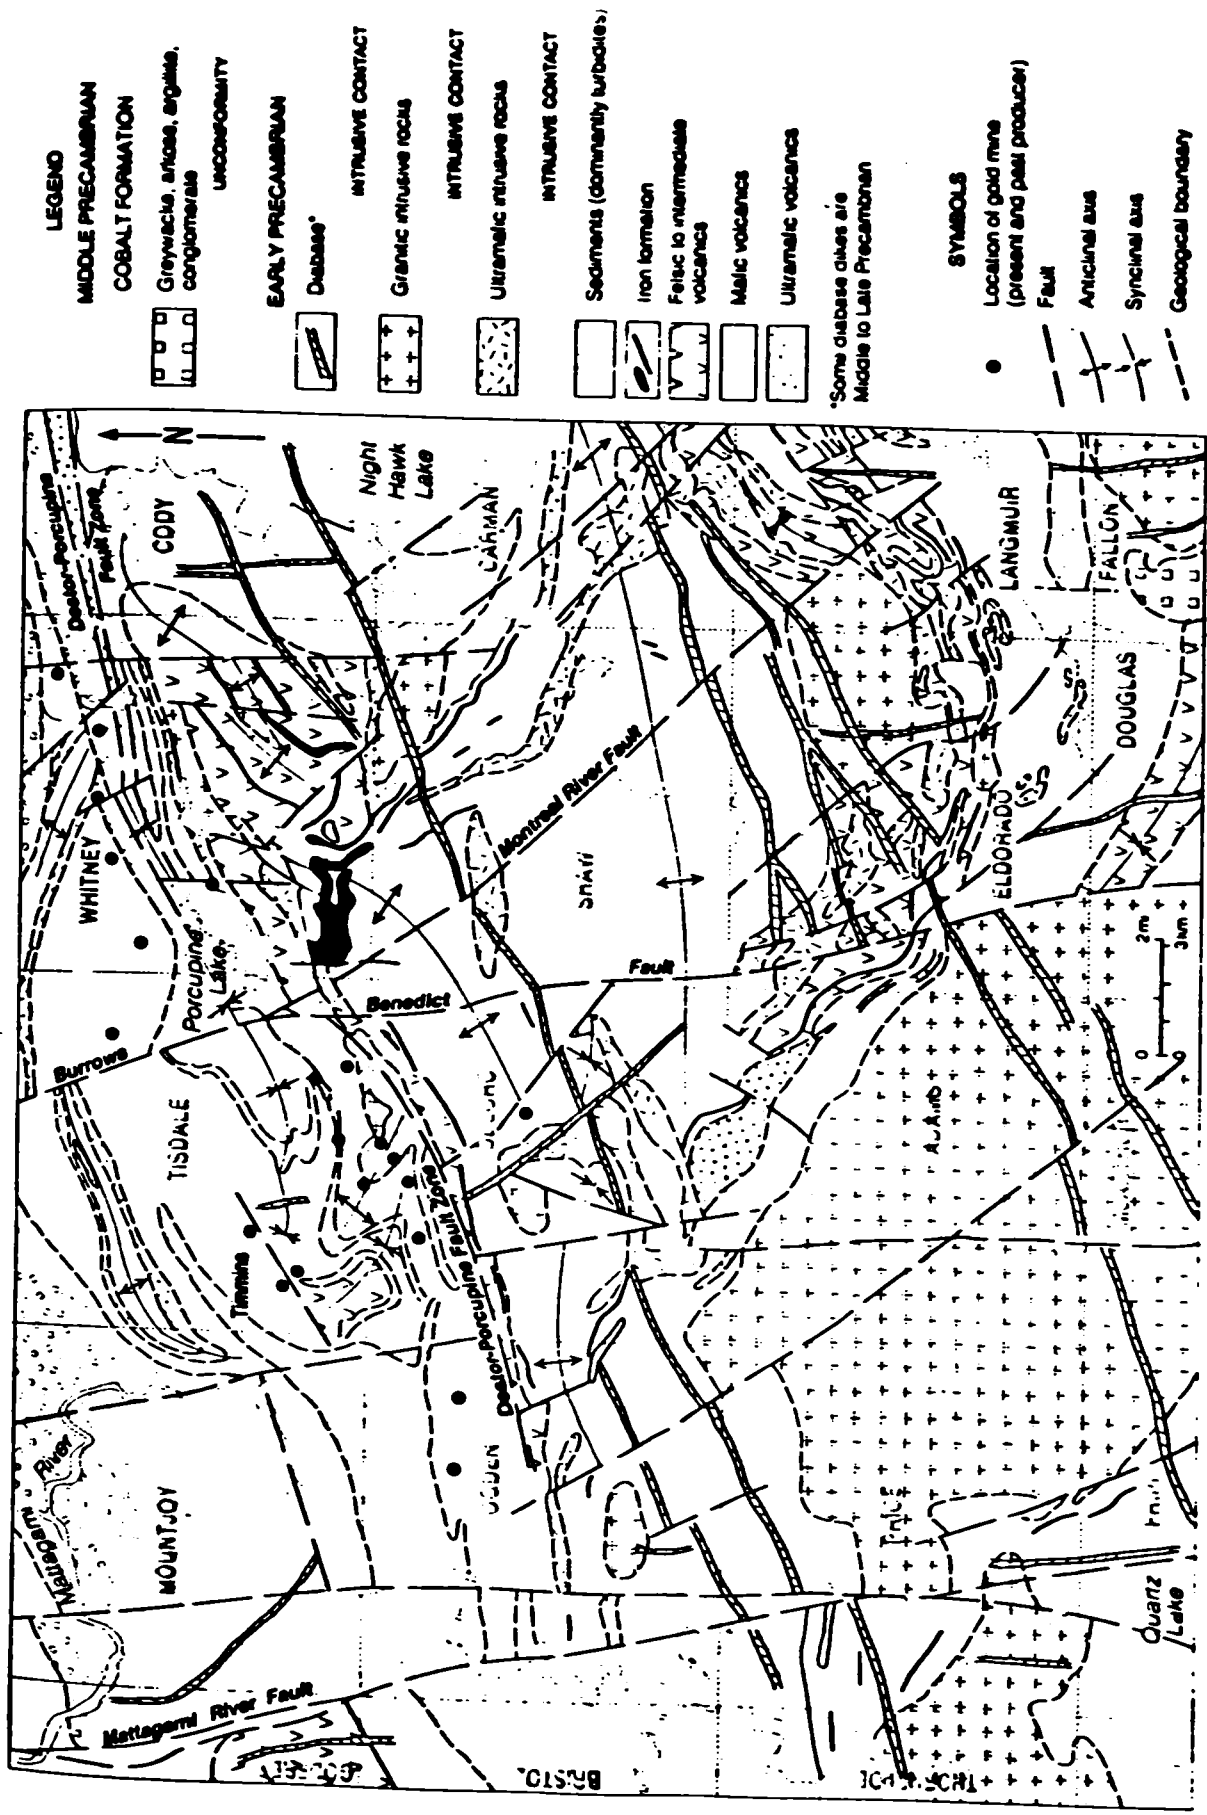 LEGEND
MIDDLE PRECAMBRIAN
COBALT FORMATION
Greywacke, arkose, argillite,
conglomerate
UNCONFORMITY
EARLY PRECAMBRIAN
Diabase*
INTRUSIVE CONTACT
Granitic intrusive rocks
INTRUSIVE CONTACT
Ultramafic intrusive rocks
INTRUSIVE CONTACT
Sediments (dominantly turbidites)
Iron formation
Felsic to intermediate
volcanics
Mafic volcanics
Ultramafic volcanics
*Some diabase dikes are
Middle to Late Precambrian
SYMBOLS
Location of gold mine
(present and past producer)
Fault
Anticlinal axis
Synclinal axis
Geological boundary
N
Destor-Porcupine
Fault Zone
CODY
Night
Hawk
Lake
CARMAN
LANGMUIR
FALLON
WHITNEY
Porcupine
Lake
Montreal River Fault
SHAW
DOUGLAS
ELDORADO
Burrows
Benedict
Fault
TISDALE
Timmins
Destor-Porcupine Fault Zone
ADAMS
0
2m
3km
Mattagami River
MOUNTJOY
OGDEN
PRICE
Quartz
Lake
Mattagami River Fault
GODFREY
BRISTOL